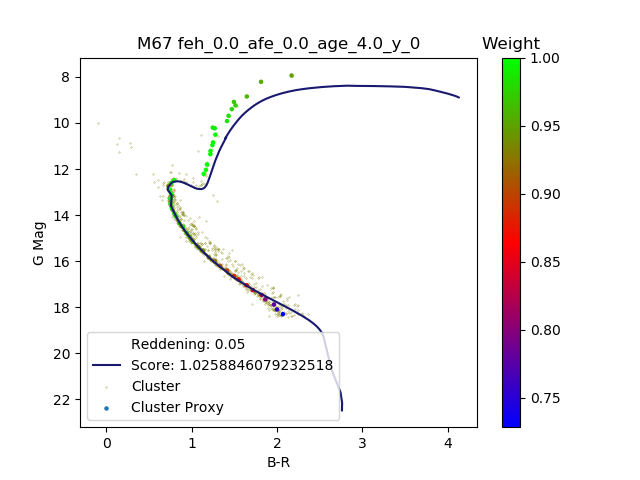 M67 feh_0.0_afe_0.0_age_4.0_y_0
Weight
8
10
12
14
16
18
20
22
G Mag
0
1
2
3
4
B-R
Reddening: 0.05
Score: 1.0258846079232518
Cluster
Cluster Proxy
1.00
0.95
0.90
0.85
0.80
0.75